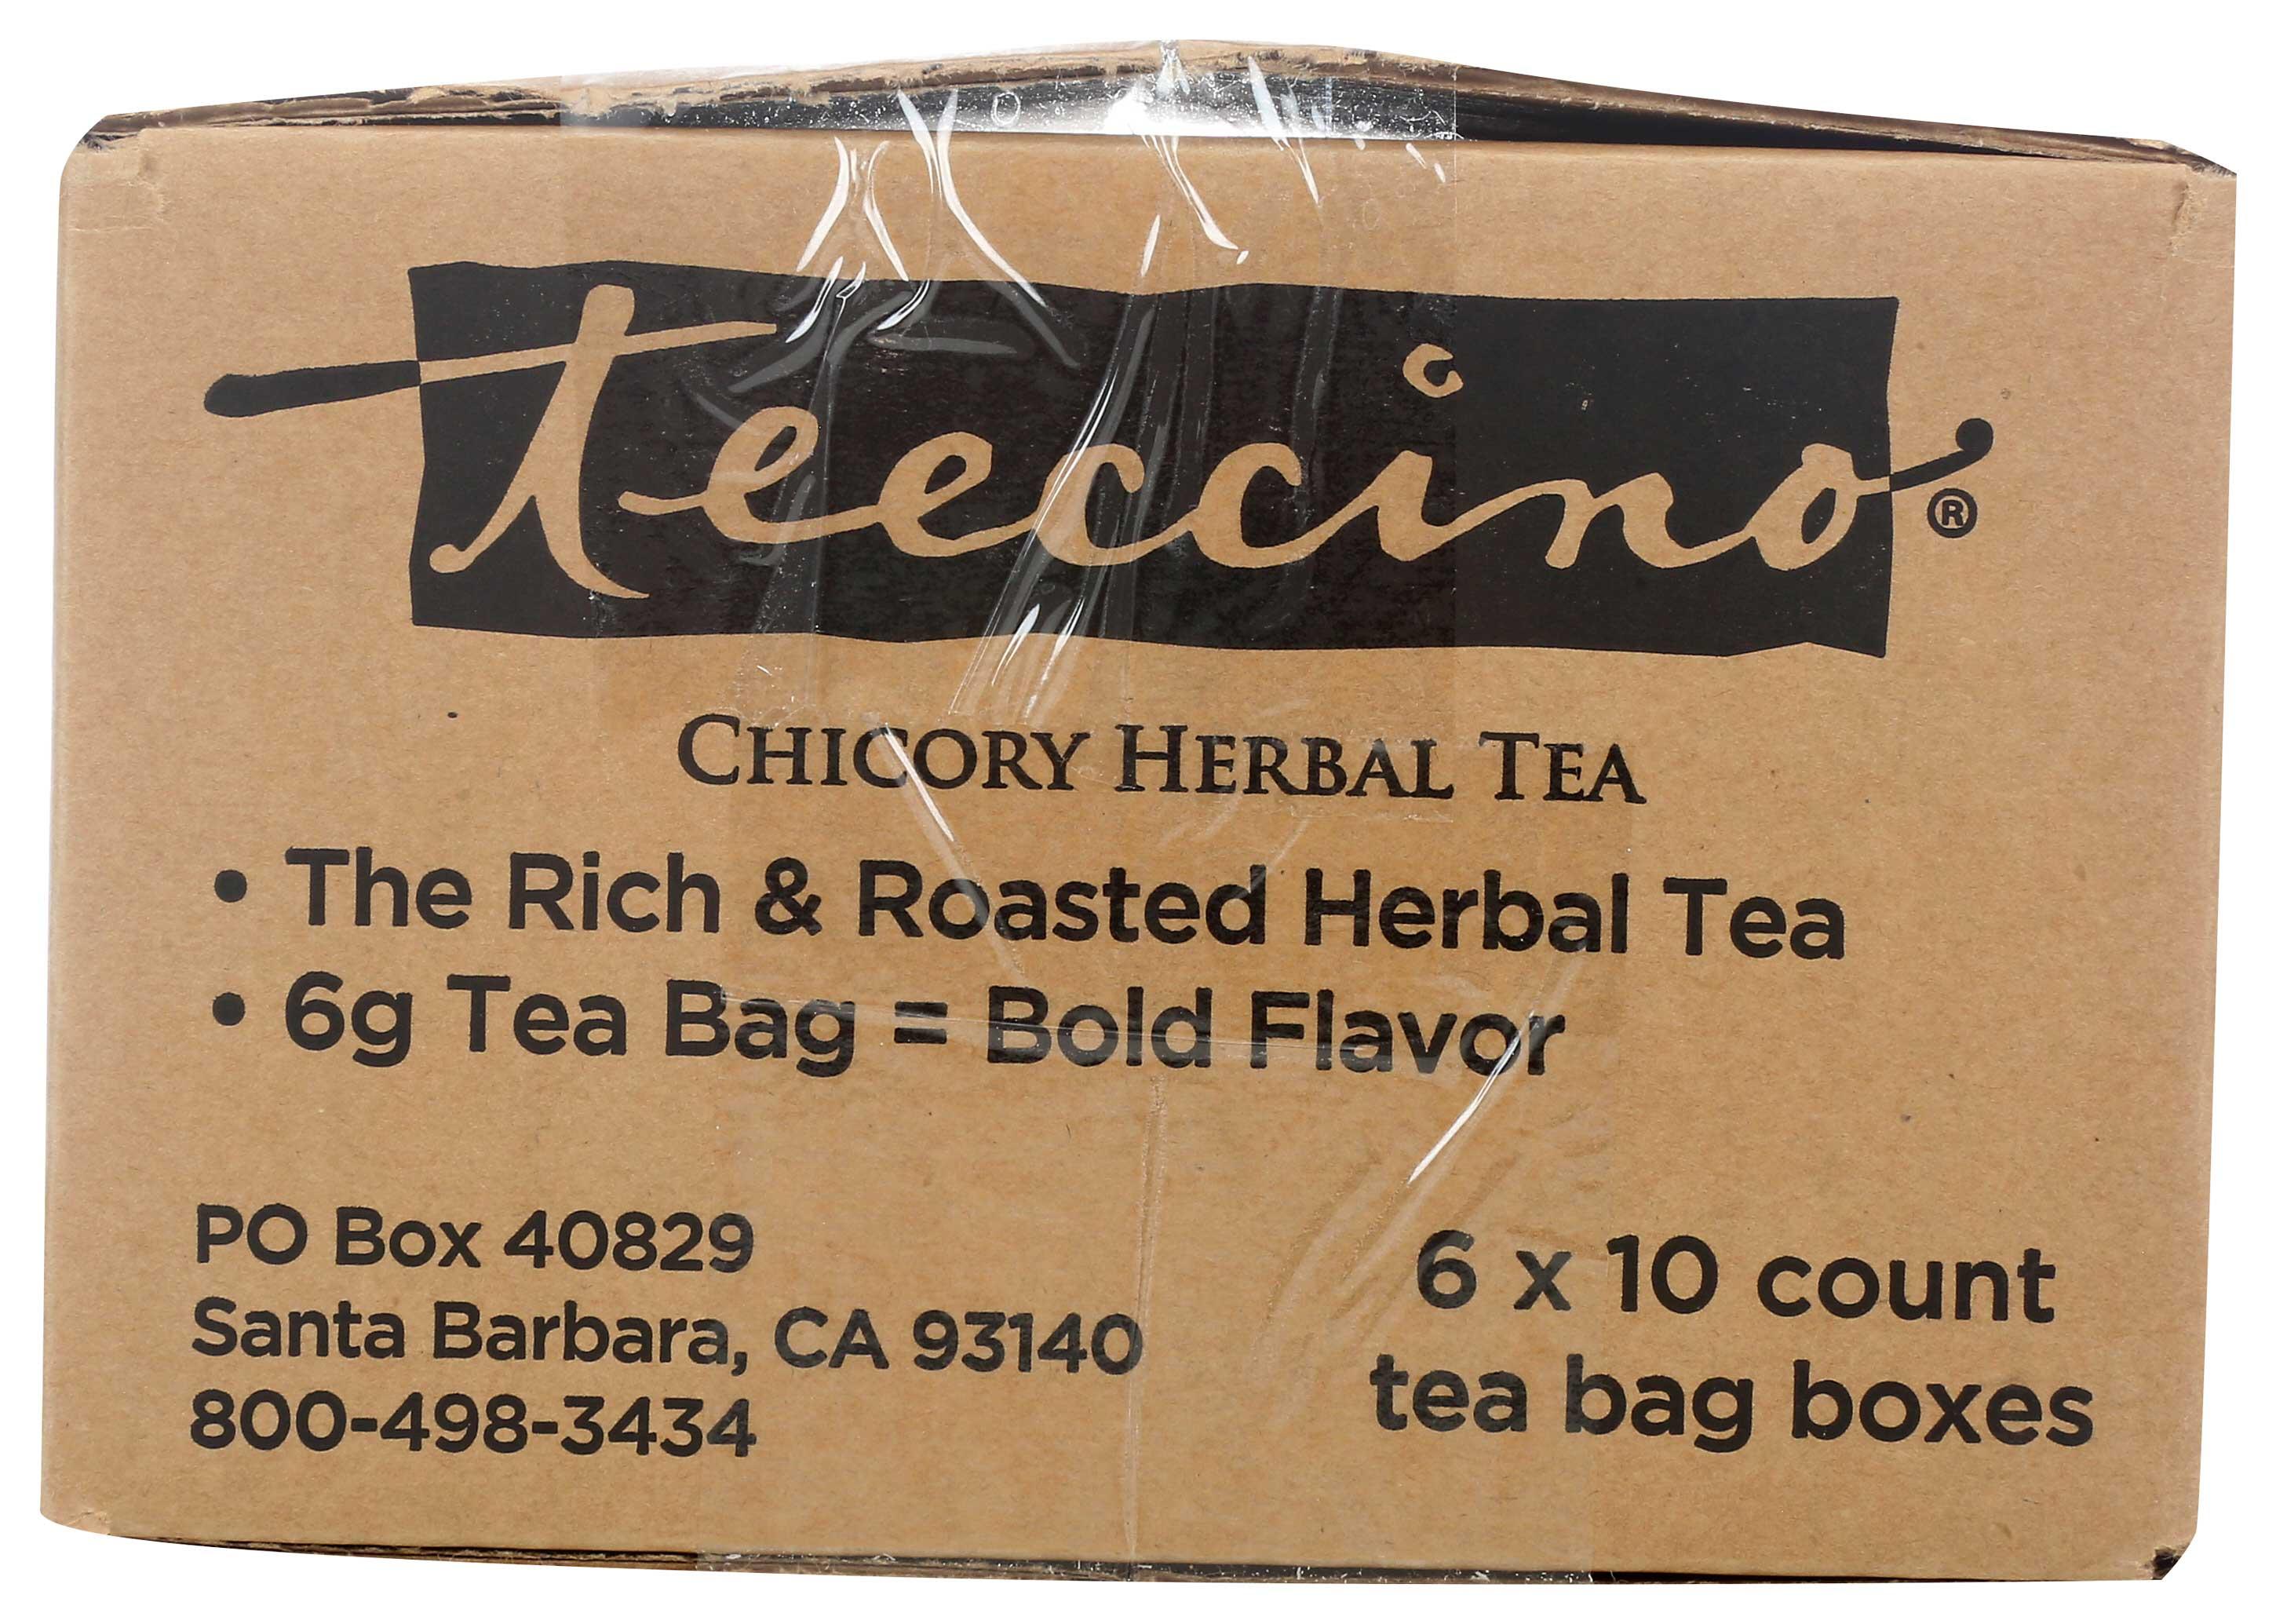 teeccino®
CHICORY HERBAL TEA
• The Rich & Roasted Herbal Tea
• 6g Tea Bag = Bold Flavor
PO Box 40829
Santa Barbara, CA 93140
800-498-3434
6 x 10 count
tea bag boxes